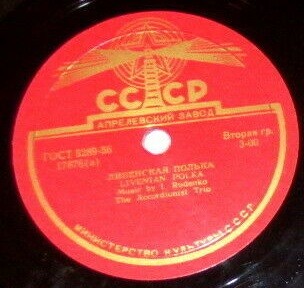 СССР
АПРЕЛЕВСКИЙ ЗАВОД
ГОСТ 5289-56
Вторая гр.
17876(а)
3-00
ЛИВЕНСКАЯ ПОЛЬКА
LIVENIAN POLKA
Music by I. Rodenko
The Accordionist Trio
МИНИСТЕРСТВО КУЛЬТУРЫ СССР